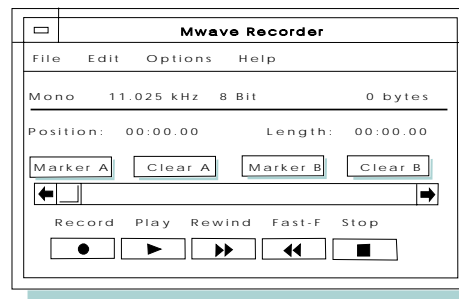 Mwave Recorder
File Edit Options Help
Mono 11.025 kHz 8 Bit 0 bytes
Position: 00:00.00 Length: 00:00.00
Marker A Clear A Marker B Clear B
Record Play Rewind Fast-F Stop